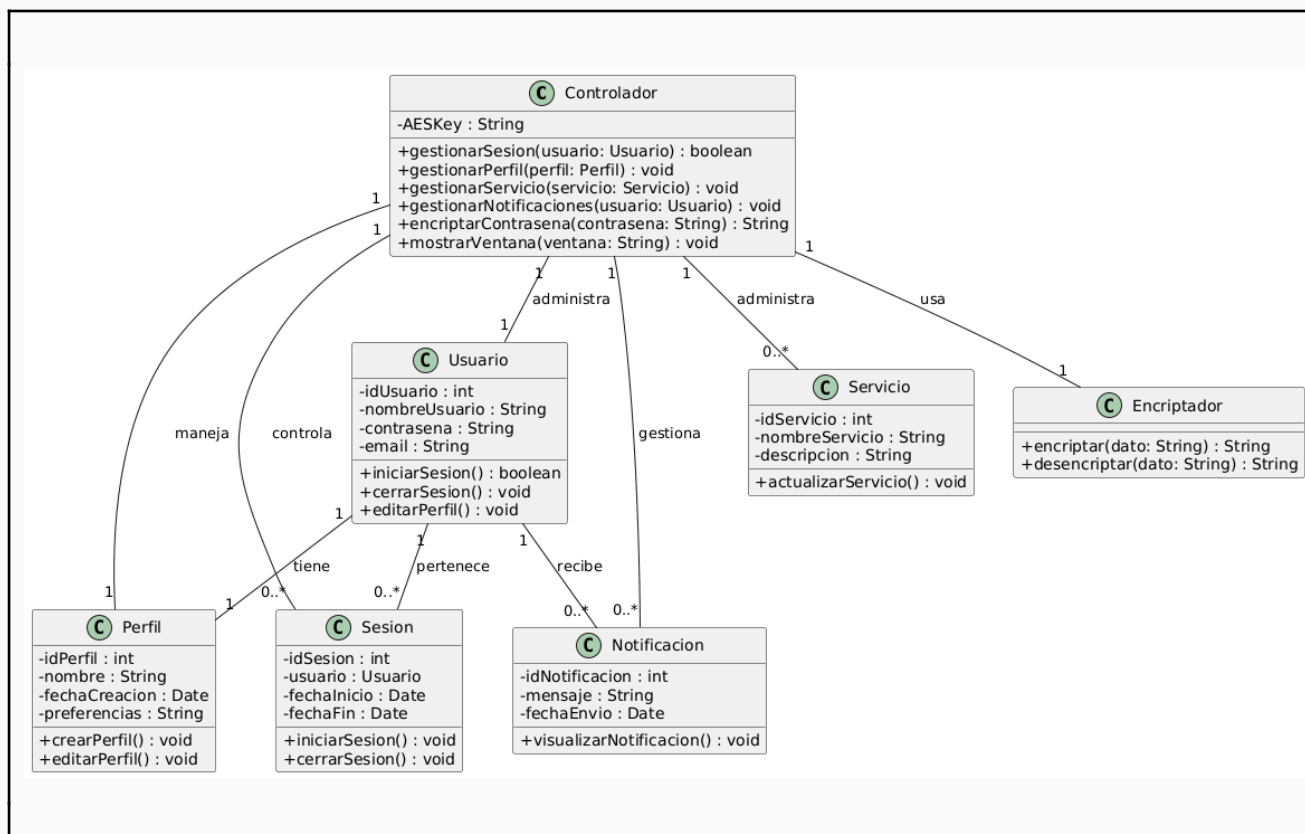 C Controlador
-AESKey : String
+gestionarSesion(usuario: Usuario) : boolean
+gestionarPerfil(perfil: Perfil) : void
+gestionarServicio(servicio: Servicio) : void
+gestionarNotificaciones(usuario: Usuario) : void
+encriptarContrasena(contrasena: String) : String
+mostrarVentana(ventana: String) : void
1
1
1
1
1
1
administra
administra
usa
1
0..*
1
C Usuario
-idUsuario : int
-nombreUsuario : String
-contrasena : String
-email : String
+iniciarSesion() : boolean
+cerrarSesion() : void
+editarPerfil() : void
C Servicio
-idServicio : int
-nombreServicio : String
-descripcion : String
+actualizarServicio() : void
C Encriptador
+encriptar(dato: String) : String
+desencriptar(dato: String) : String
maneja
controla
gestiona
1
1
1
tiene
pertenece
recibe
1
1
0..*
0..*
0..*
0..*
C Perfil
-idPerfil : int
-nombre : String
-fechaCreacion : Date
-preferencias : String
+crearPerfil() : void
+editarPerfil() : void
C Sesion
-idSesion : int
-usuario : Usuario
-fechaInicio : Date
-fechaFin : Date
+iniciarSesion() : void
+cerrarSesion() : void
C Notificacion
-idNotificacion : int
-mensaje : String
-fechaEnvio : Date
+visualizarNotificacion() : void